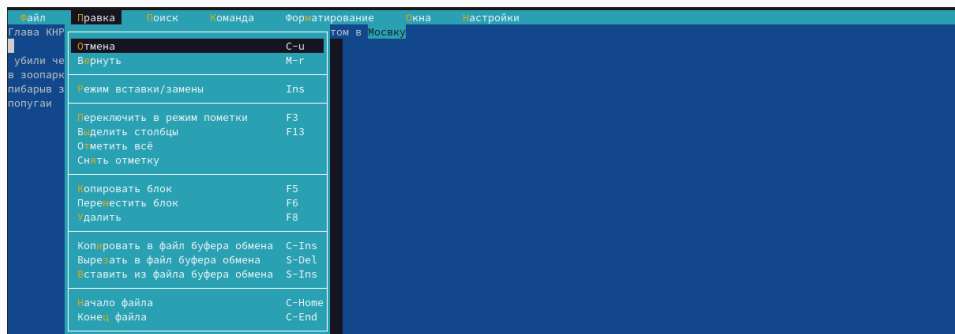 Файл Правка Поиск Команда Форматирование Окна Настройки
Глава КНР том в Мосвку
Отмена C-u
убили че Вернуть M-r
в зоопарк
пибарыв з Режим вставки/замены Ins
попугаи
Переключить в режим пометки F3
Выделить столбцы F13
Отметить всё
Снять отметку
Копировать блок F5
Переместить блок F6
Удалить F8
Копировать в файл буфера обмена C-Ins
Вырезать в файл буфера обмена S-Del
Вставить из файла буфера обмена S-Ins
Начало файла C-Home
Конец файла C-End